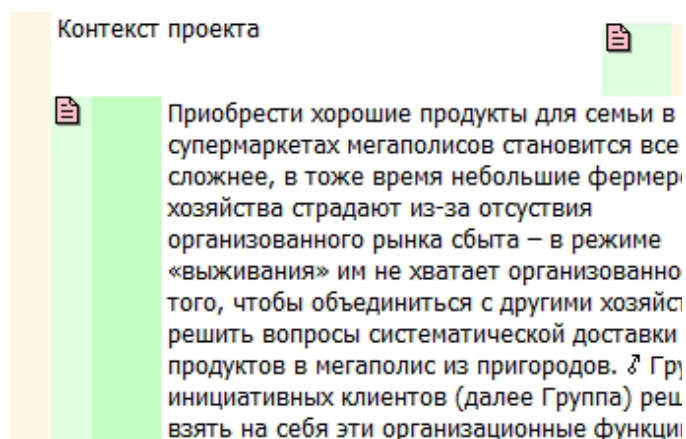 Контекст проекта
Приобрести хорошие продукты для семьи в
супермаркетах мегаполисов становится все
сложнее, в тоже время небольшие фермер
хозяйства страдают из-за отсуствия
организованного рынка сбыта – в режиме
«выживания» им не хватает организованно
того, чтобы объединиться с другими хозяйст
решить вопросы систематической доставки
продуктов в мегаполис из пригородов. Гру
инициативных клиентов (далее Группа) реш
взять на себя эти организационные функци